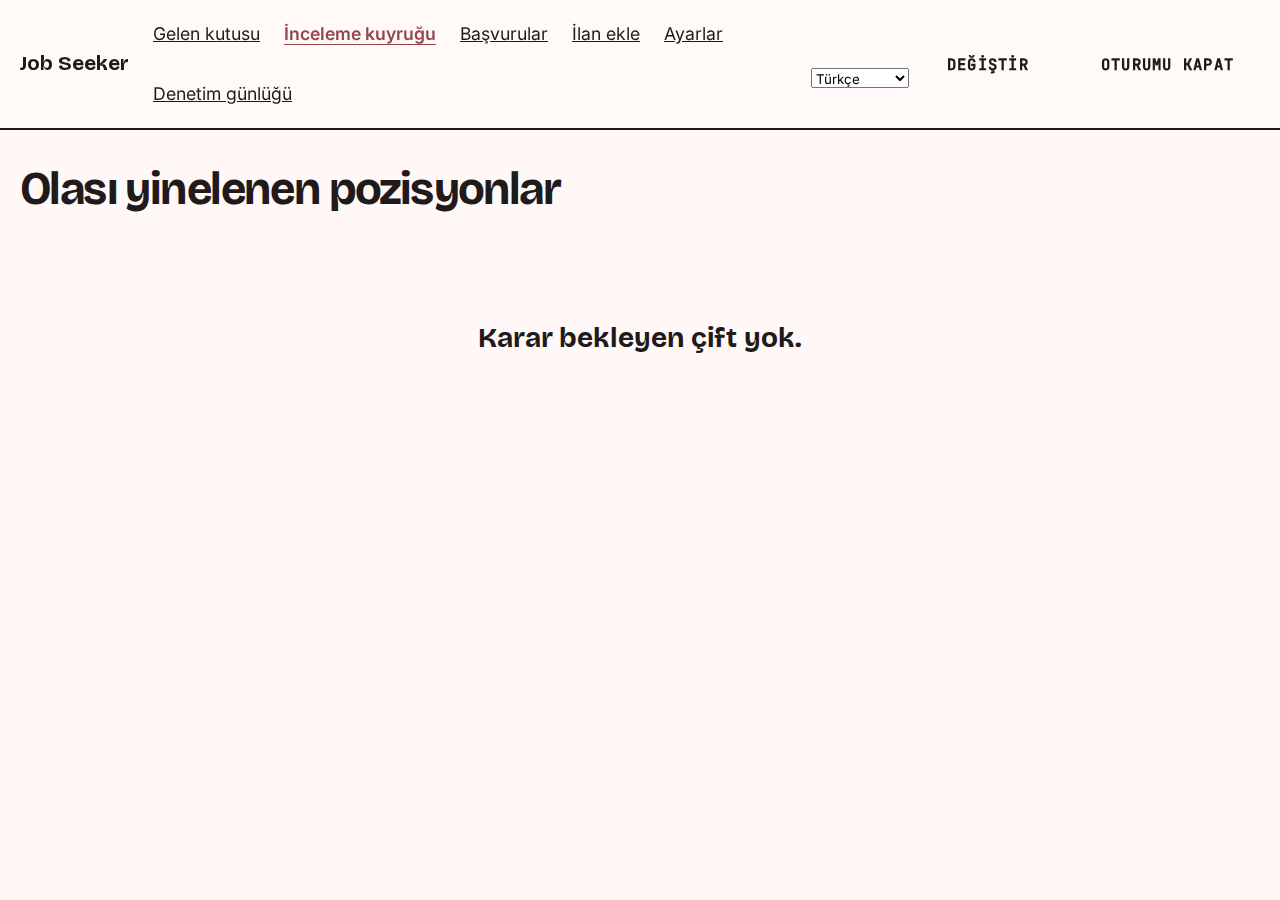 Job Seeker
Gelen kutusu İnceleme kuyruğu Başvurular İlan ekle Ayarlar
Denetim günlüğü
Türkçe
DEĞİŞTİR
OTURUMU KAPAT
Olası yinelenen pozisyonlar
Karar bekleyen çift yok.